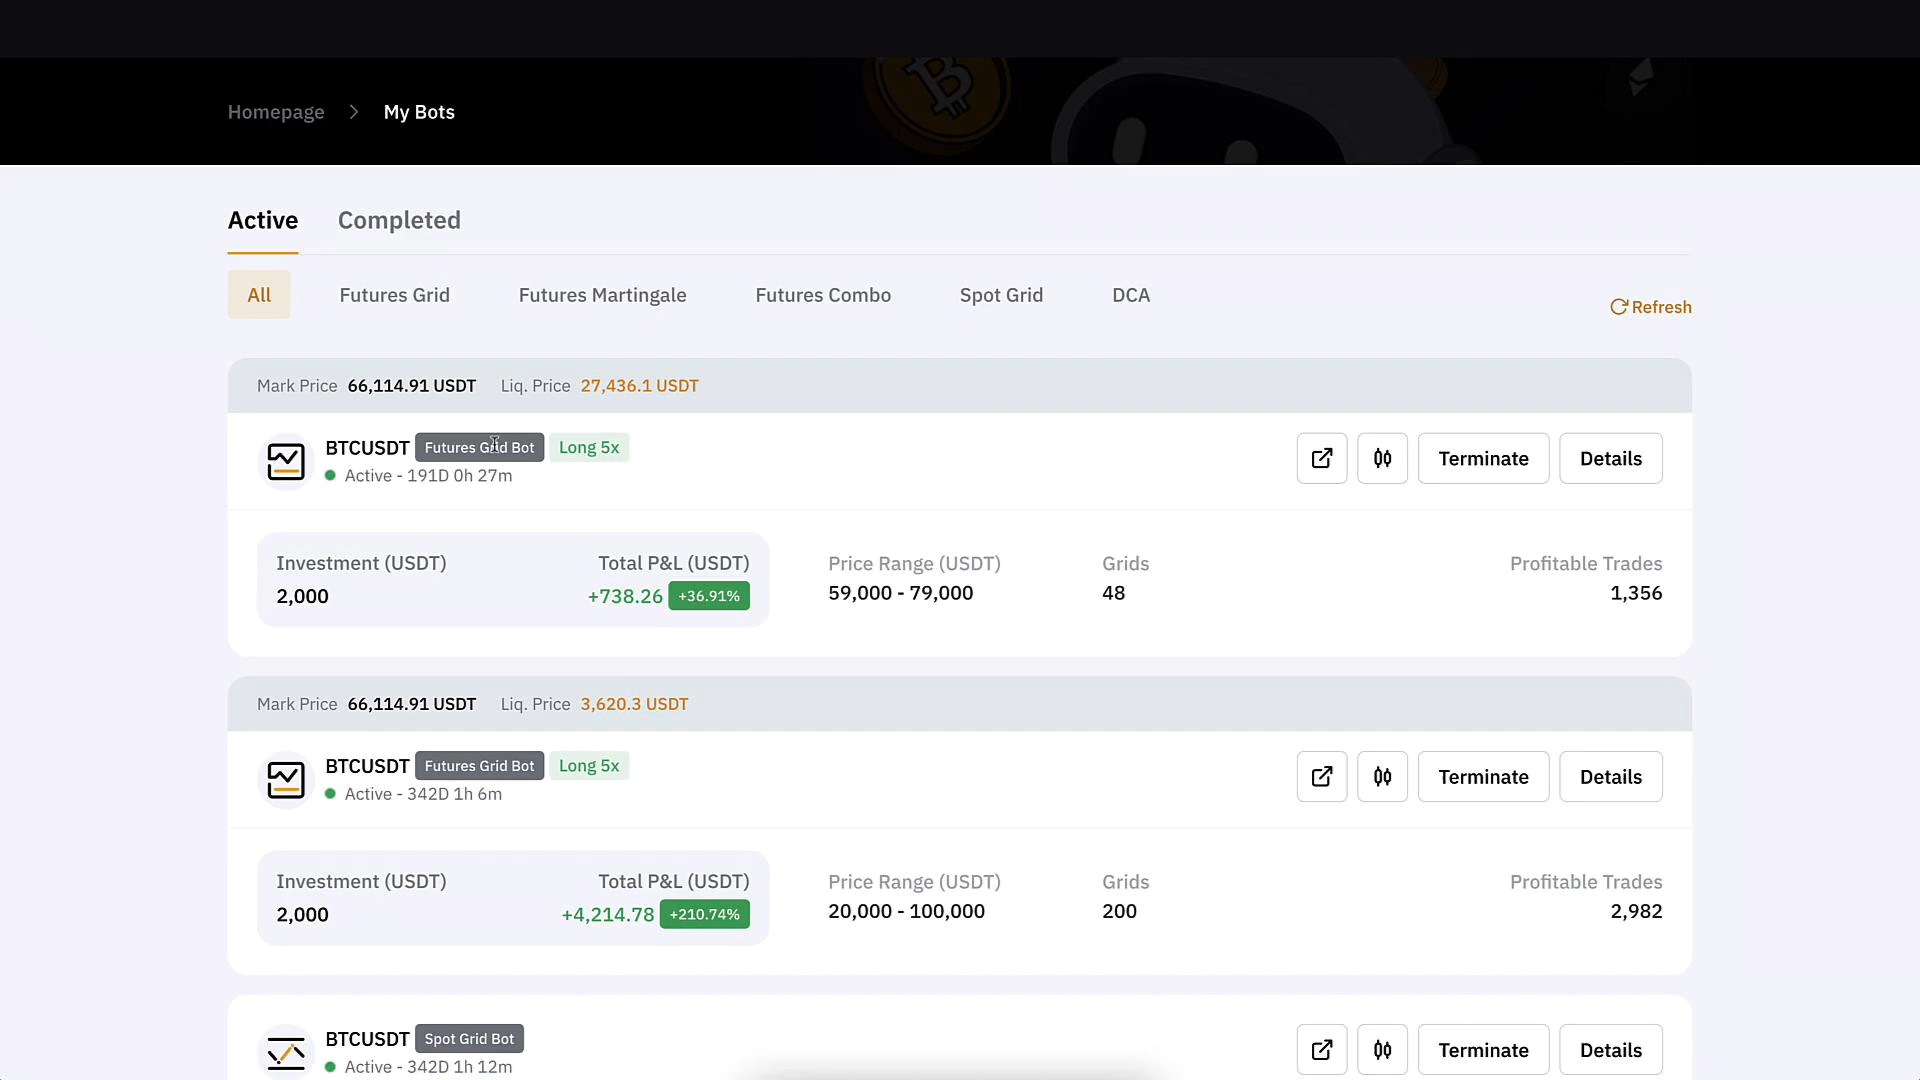 Homepage > My Bots
Active Completed
All Futures Grid Futures Martingale Futures Combo Spot Grid DCA
Refresh
Mark Price 66,114.91 USDT Liq. Price 27,436.1 USDT
BTCUSDT Futures Grid Bot Long 5x
Active - 191D 0h 27m
Terminate Details
Investment (USDT) Total P&L (USDT) Price Range (USDT) Grids Profitable Trades
2,000 +738.26 +36.91% 59,000 - 79,000 48 1,356
Mark Price 66,114.91 USDT Liq. Price 3,620.3 USDT
BTCUSDT Futures Grid Bot Long 5x
Active - 342D 1h 6m
Terminate Details
Investment (USDT) Total P&L (USDT) Price Range (USDT) Grids Profitable Trades
2,000 +4,214.78 +210.74% 20,000 - 100,000 200 2,982
BTCUSDT Spot Grid Bot
Active - 342D 1h 12m
Terminate Details